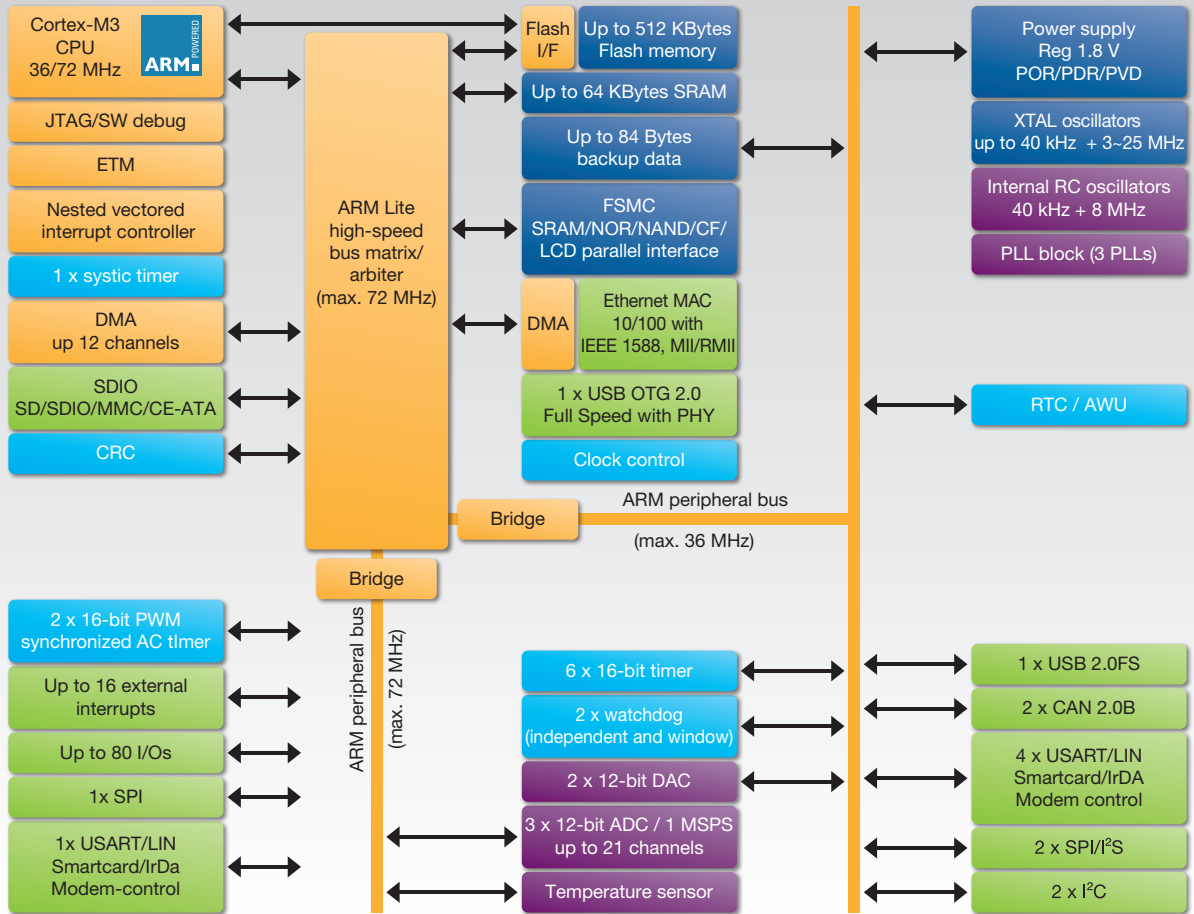 Cortex-M3
CPU
36/72 MHz
ARM
POWERED
JTAG/SW debug
ETM
Nested vectored
interrupt controller
1 x systic timer
DMA
up 12 channels
SDIO
SD/SDIO/MMC/CE-ATA
CRC
ARM Lite
high-speed
bus matrix/
arbiter
(max. 72 MHz)
Flash
I/F
Up to 512 KBytes
Flash memory
Up to 64 KBytes SRAM
Up to 84 Bytes
backup data
FSMC
SRAM/NOR/NAND/CF/
LCD parallel interface
DMA
Ethernet MAC
10/100 with
IEEE 1588, MII/RMII
1 x USB OTG 2.0
Full Speed with PHY
Clock control
Power supply
Reg 1.8 V
POR/PDR/PVD
XTAL oscillators
up to 40 kHz + 3~25 MHz
Internal RC oscillators
40 kHz + 8 MHz
PLL block (3 PLLs)
RTC / AWU
Bridge
ARM peripheral bus
(max. 36 MHz)
Bridge
ARM peripheral bus
(max. 72 MHz)
2 x 16-bit PWM
synchronized AC tImer
Up to 16 external
interrupts
Up to 80 I/Os
1x SPI
1x USART/LIN
Smartcard/IrDa
Modem-control
6 x 16-bit timer
2 x watchdog
(independent and window)
2 x 12-bit DAC
3 x 12-bit ADC / 1 MSPS
up to 21 channels
Temperature sensor
1 x USB 2.0FS
2 x CAN 2.0B
4 x USART/LIN
Smartcard/IrDA
Modem control
2 x SPI/I²S
2 x I²C